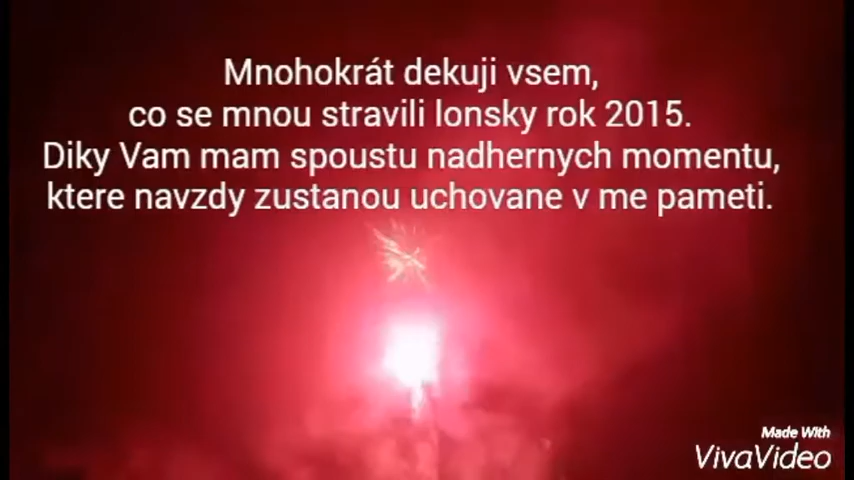 Mnohokrát dekuji vsem,
co se mnou stravili lonsky rok 2015.
Diky Vam mam spoustu nadhernych momentu,
ktere navzdy zustanou uchovane v me pameti.
Made With
VivaVideo